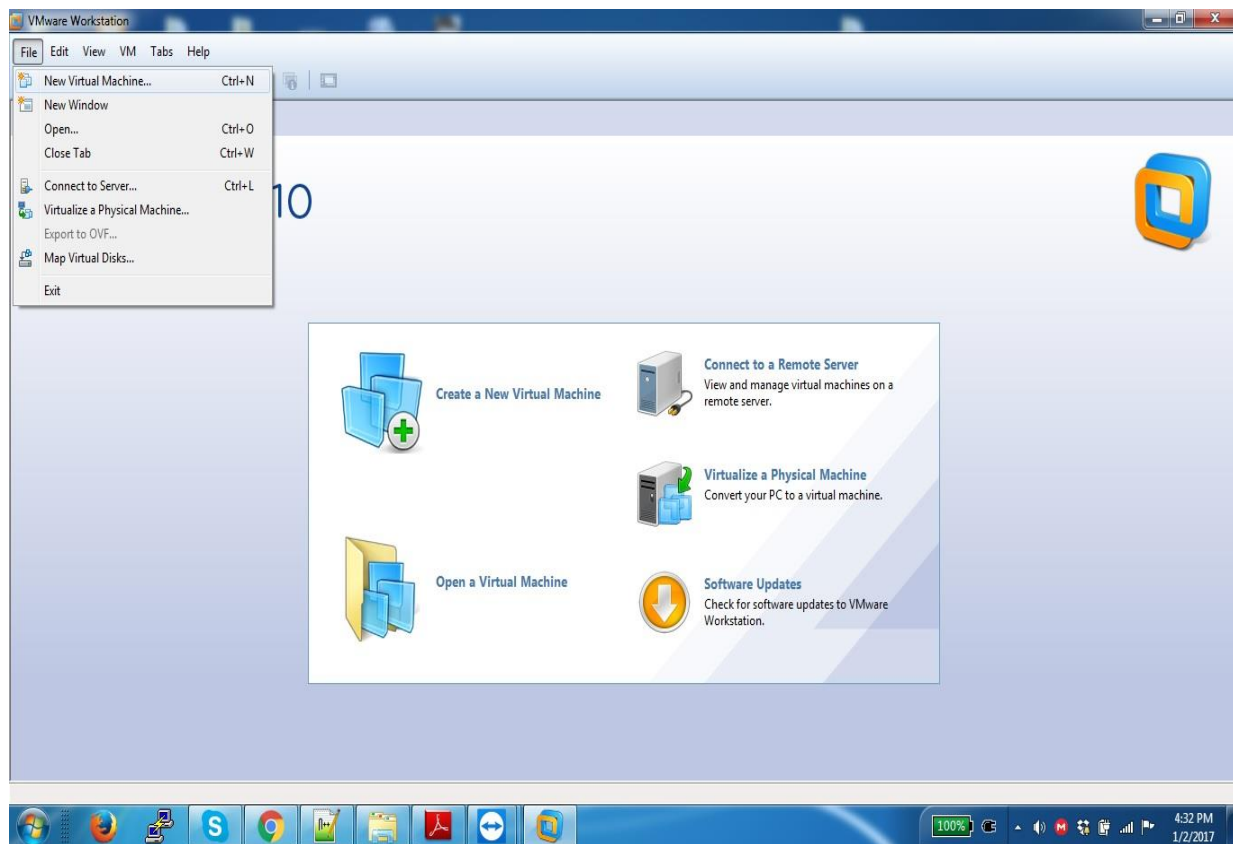 VMware Workstation
File Edit View VM Tabs Help
New Virtual Machine... Ctrl+N
New Window
Open... Ctrl+O
Close Tab Ctrl+W
Connect to Server... Ctrl+L
Virtualize a Physical Machine...
Export to OVF...
Map Virtual Disks...
Exit
10
Create a New Virtual Machine
Connect to a Remote Server
View and manage virtual machines on a
remote server.
Virtualize a Physical Machine
Convert your PC to a virtual machine.
Open a Virtual Machine
Software Updates
Check for software updates to VMware
Workstation.
100%
4:32 PM
1/2/2017